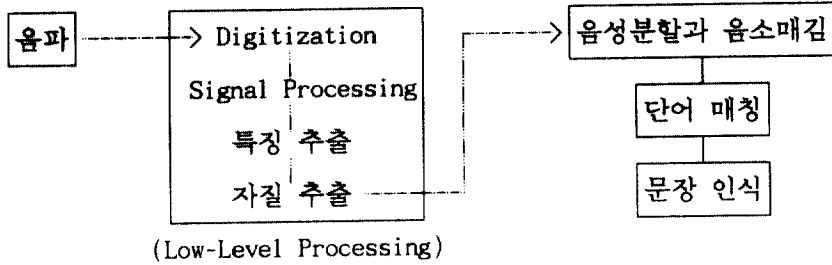 음파
Digitization
Signal Processing
특징 추출
자질 추출
(Low-Level Processing)
음성분할과 음소매김
단어 매칭
문장 인식